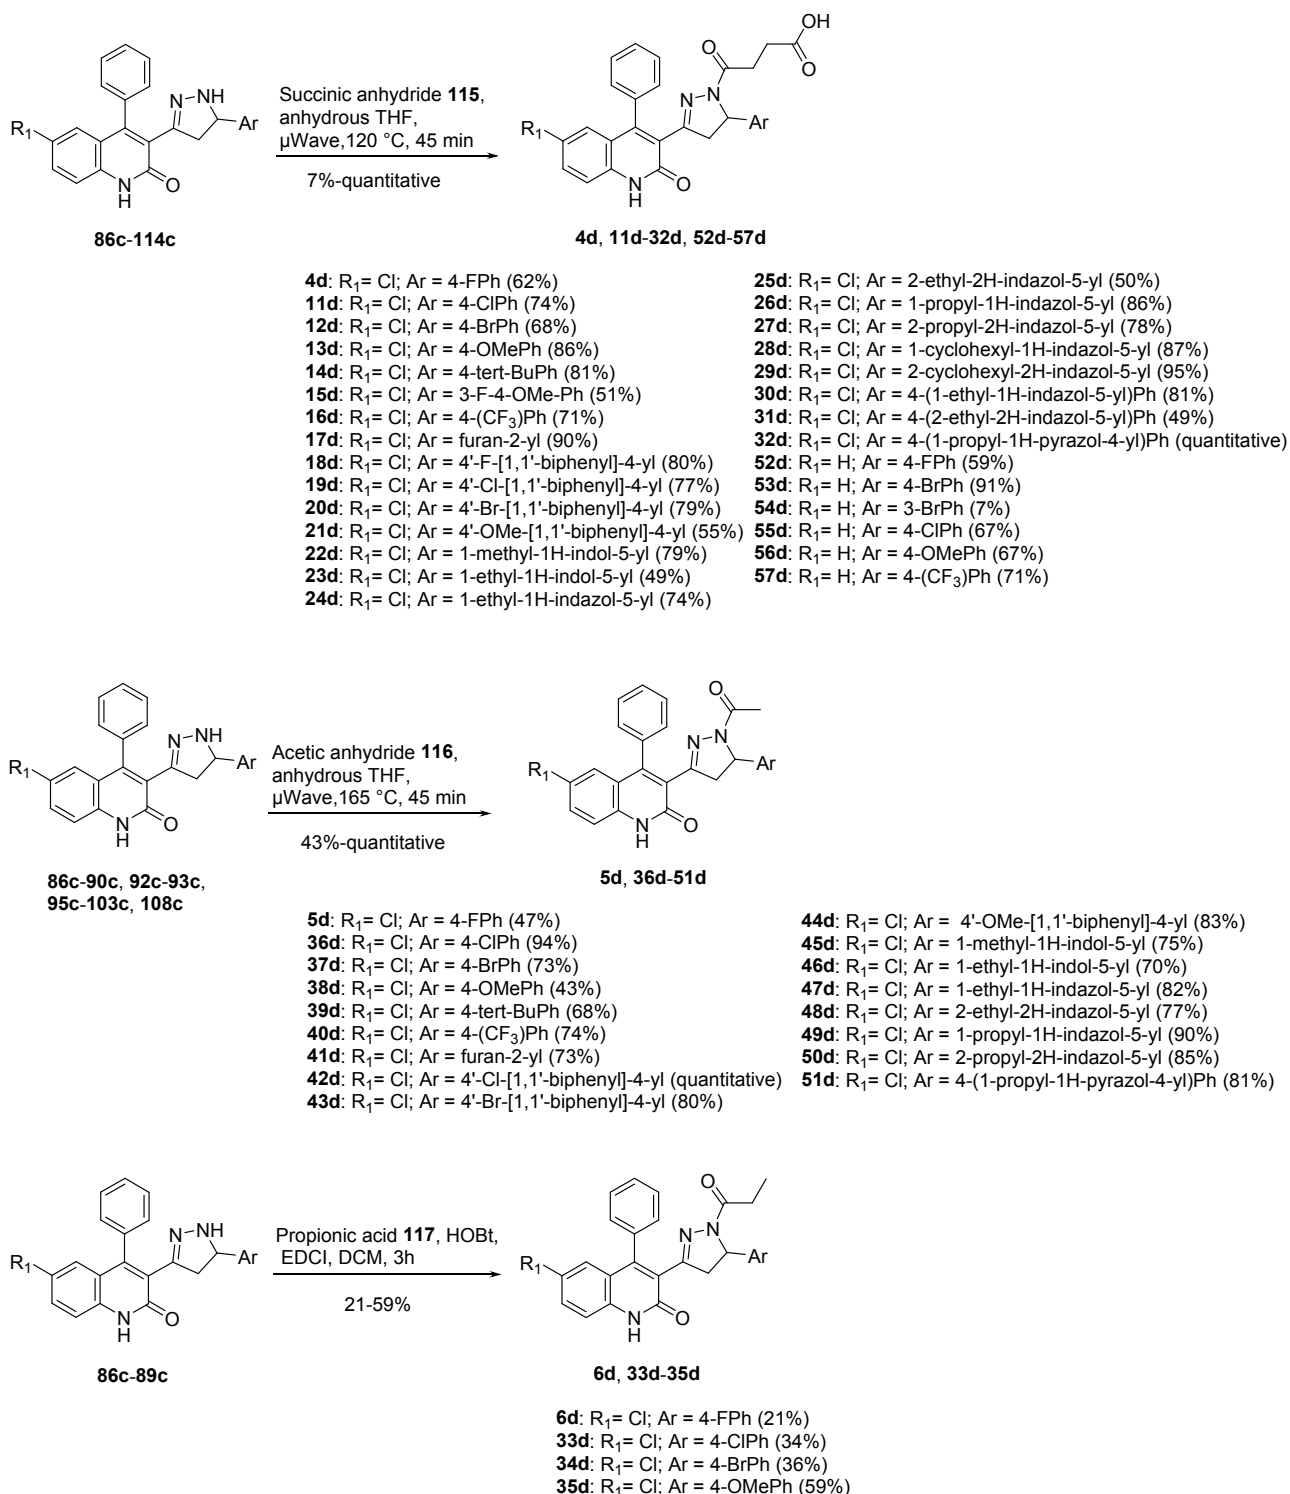 OH
O
O
N
NH
N
N
R1
Ar
Succinic anhydride 115,
anhydrous THF,
µWave,120 °C, 45 min
7%-quantitative
R1
Ar
N
H
O
N
H
O
86c-114c
4d, 11d-32d, 52d-57d
4d: R1= Cl; Ar = 4-FPh (62%)
11d: R1= Cl; Ar = 4-ClPh (74%)
12d: R1= Cl; Ar = 4-BrPh (68%)
13d: R1= Cl; Ar = 4-OMePh (86%)
14d: R1= Cl; Ar = 4-tert-BuPh (81%)
15d: R1= Cl; Ar = 3-F-4-OMe-Ph (51%)
16d: R1= Cl; Ar = 4-(CF3)Ph (71%)
17d: R1= Cl; Ar = furan-2-yl (90%)
18d: R1= Cl; Ar = 4'-F-[1,1'-biphenyl]-4-yl (80%)
19d: R1= Cl; Ar = 4'-Cl-[1,1'-biphenyl]-4-yl (77%)
20d: R1= Cl; Ar = 4'-Br-[1,1'-biphenyl]-4-yl (79%)
21d: R1= Cl; Ar = 4'-OMe-[1,1'-biphenyl]-4-yl (55%)
22d: R1= Cl; Ar = 1-methyl-1H-indol-5-yl (79%)
23d: R1= Cl; Ar = 1-ethyl-1H-indol-5-yl (49%)
24d: R1= Cl; Ar = 1-ethyl-1H-indazol-5-yl (74%)
25d: R1= Cl; Ar = 2-ethyl-2H-indazol-5-yl (50%)
26d: R1= Cl; Ar = 1-propyl-1H-indazol-5-yl (86%)
27d: R1= Cl; Ar = 2-propyl-2H-indazol-5-yl (78%)
28d: R1= Cl; Ar = 1-cyclohexyl-1H-indazol-5-yl (87%)
29d: R1= Cl; Ar = 2-cyclohexyl-2H-indazol-5-yl (95%)
30d: R1= Cl; Ar = 4-(1-ethyl-1H-indazol-5-yl)Ph (81%)
31d: R1= Cl; Ar = 4-(2-ethyl-2H-indazol-5-yl)Ph (49%)
32d: R1= Cl; Ar = 4-(1-propyl-1H-pyrazol-4-yl)Ph (quantitative)
52d: R1= H; Ar = 4-FPh (59%)
53d: R1= H; Ar = 4-BrPh (91%)
54d: R1= H; Ar = 3-BrPh (7%)
55d: R1= H; Ar = 4-ClPh (67%)
56d: R1= H; Ar = 4-OMePh (67%)
57d: R1= H; Ar = 4-(CF3)Ph (71%)
O
N
NH
N
N
R1
Ar
Acetic anhydride 116,
anhydrous THF,
µWave,165 °C, 45 min
43%-quantitative
R1
Ar
N
H
O
N
H
O
86c-90c, 92c-93c,
95c-103c, 108c
5d, 36d-51d
5d: R1= Cl; Ar = 4-FPh (47%)
36d: R1= Cl; Ar = 4-ClPh (94%)
37d: R1= Cl; Ar = 4-BrPh (73%)
38d: R1= Cl; Ar = 4-OMePh (43%)
39d: R1= Cl; Ar = 4-tert-BuPh (68%)
40d: R1= Cl; Ar = 4-(CF3)Ph (74%)
41d: R1= Cl; Ar = furan-2-yl (73%)
42d: R1= Cl; Ar = 4'-Cl-[1,1'-biphenyl]-4-yl (quantitative)
43d: R1= Cl; Ar = 4'-Br-[1,1'-biphenyl]-4-yl (80%)
44d: R1= Cl; Ar = 4'-OMe-[1,1'-biphenyl]-4-yl (83%)
45d: R1= Cl; Ar = 1-methyl-1H-indol-5-yl (75%)
46d: R1= Cl; Ar = 1-ethyl-1H-indol-5-yl (70%)
47d: R1= Cl; Ar = 1-ethyl-1H-indazol-5-yl (82%)
48d: R1= Cl; Ar = 2-ethyl-2H-indazol-5-yl (77%)
49d: R1= Cl; Ar = 1-propyl-1H-indazol-5-yl (90%)
50d: R1= Cl; Ar = 2-propyl-2H-indazol-5-yl (85%)
51d: R1= Cl; Ar = 4-(1-propyl-1H-pyrazol-4-yl)Ph (81%)
O
N
NH
N
N
R1
Ar
Propionic acid 117, HOBt,
EDCI, DCM, 3h
21-59%
R1
Ar
N
H
O
N
H
O
86c-89c
6d, 33d-35d
6d: R1= Cl; Ar = 4-FPh (21%)
33d: R1= Cl; Ar = 4-ClPh (34%)
34d: R1= Cl; Ar = 4-BrPh (36%)
35d: R1= Cl; Ar = 4-OMePh (59%)